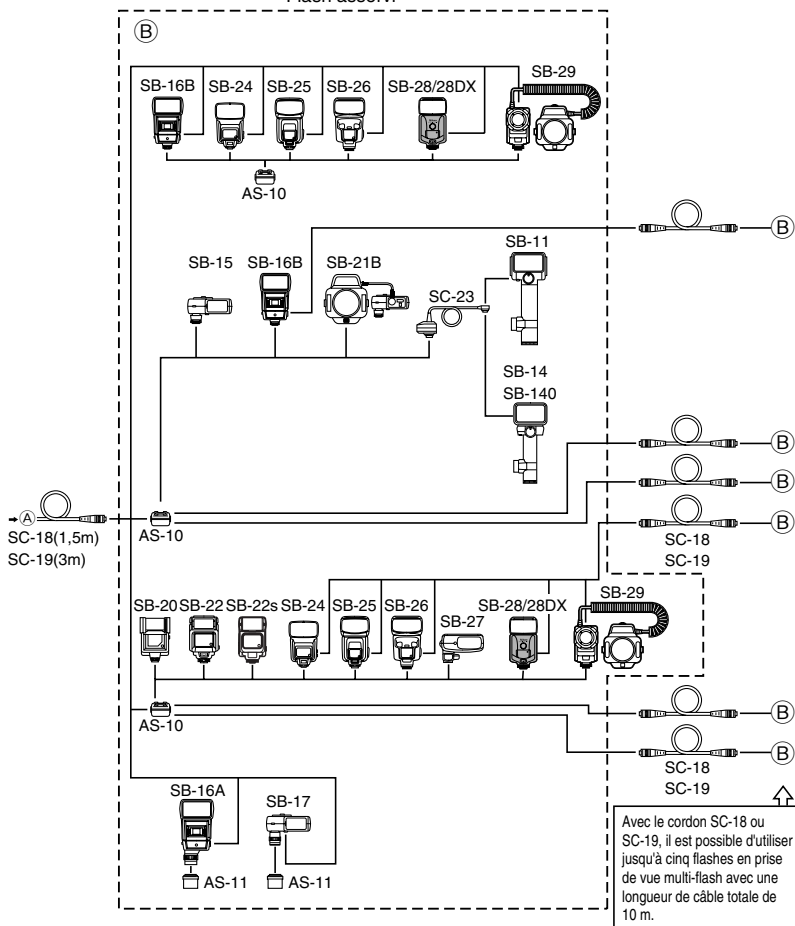 Flash asservi
B
SB-16B SB-24 SB-25 SB-26 SB-28/28DX SB-29
AS-10
B
SB-15 SB-16B SB-21B SC-23 SB-11
SB-14
SB-140
B
B
A
B
SC-18(1,5m)
SC-19(3m)
AS-10
SC-18
SC-19
SB-20 SB-22 SB-22s SB-24 SB-25 SB-26 SB-27 SB-28/28DX SB-29
AS-10
B
B
SC-18
SC-19
SB-16A SB-17
AS-11 AS-11
Avec le cordon SC-18 ou
SC-19, il est possible d'utiliser
jusqu'à cinq flashes en prise
de vue multi-flash avec une
longueur de câble totale de
10 m.